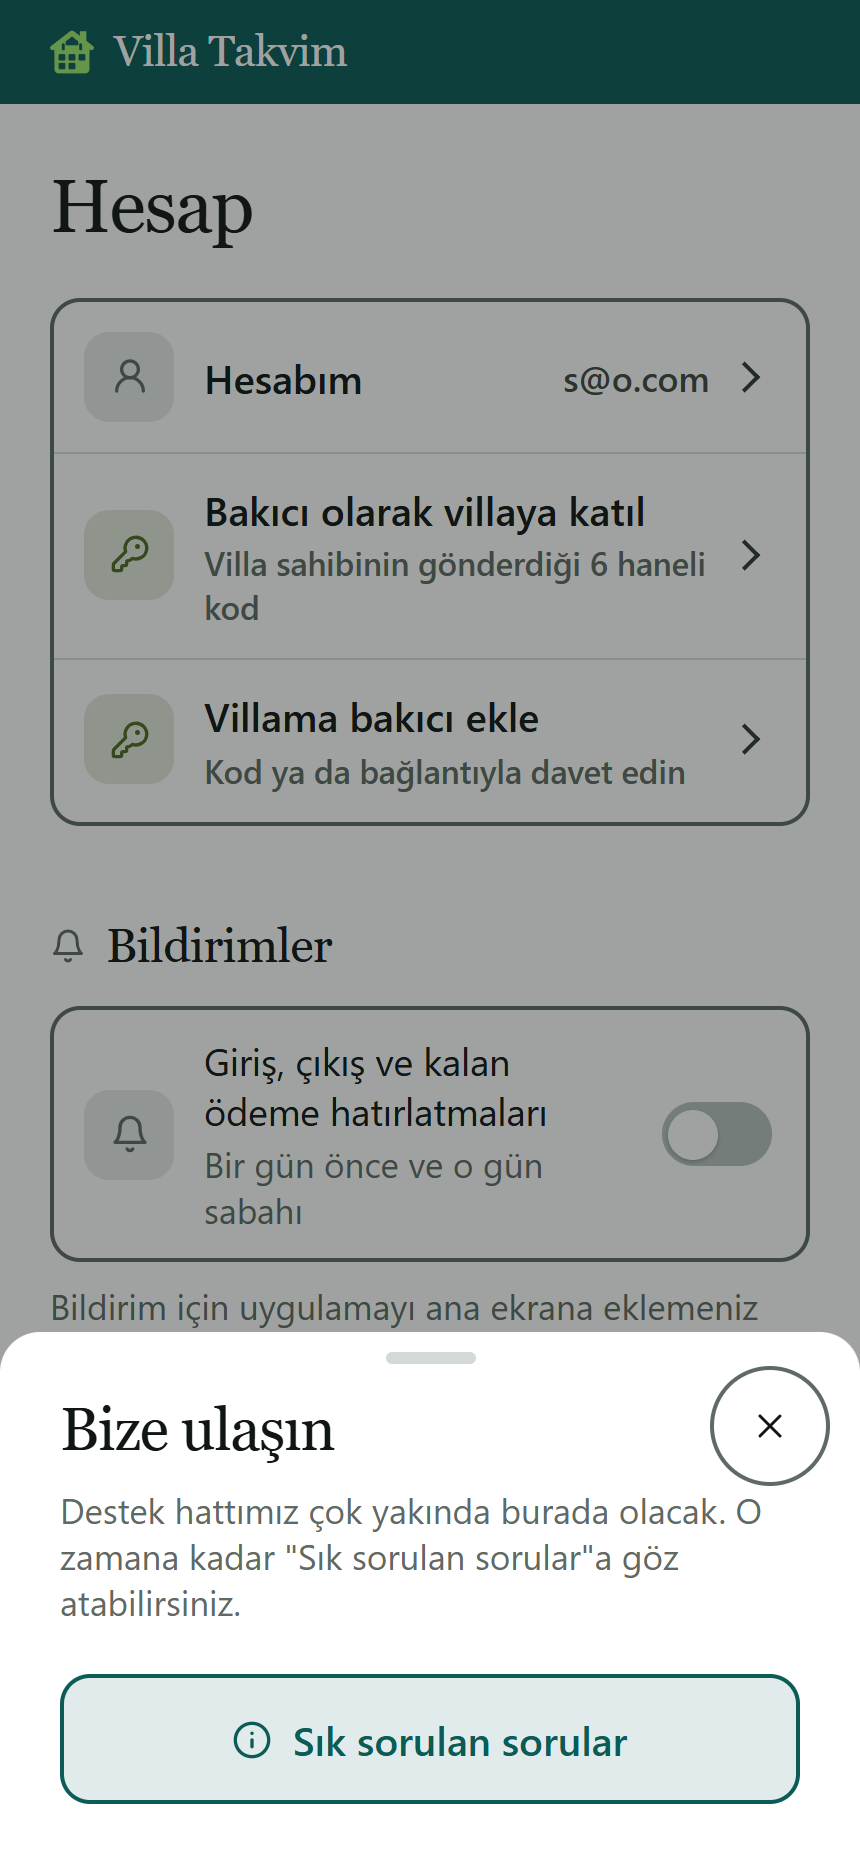 Villa Takvim
Hesap
Hesabım
s@o.com
Bakıcı olarak villaya katıl
Villa sahibinin gönderdiği 6 haneli
kod
Villama bakıcı ekle
Kod ya da bağlantıyla davet edin
Bildirimler
Giriş, çıkış ve kalan
ödeme hatırlatmaları
Bir gün önce ve o gün
sabahı
Bildirim için uygulamayı ana ekrana eklemeniz
Bize ulaşın
Destek hattımız çok yakında burada olacak. O
zamana kadar "Sık sorulan sorular"a göz
atabilirsiniz.
Sık sorulan sorular